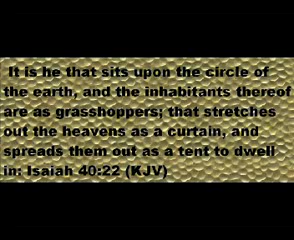 It is he that sits upon the circle of
the earth, and the inhabitants thereof
are as grasshoppers; that stretches
out the heavens as a curtain, and
spreads them out as a tent to dwell
in: Isaiah 40:22 (KJV)